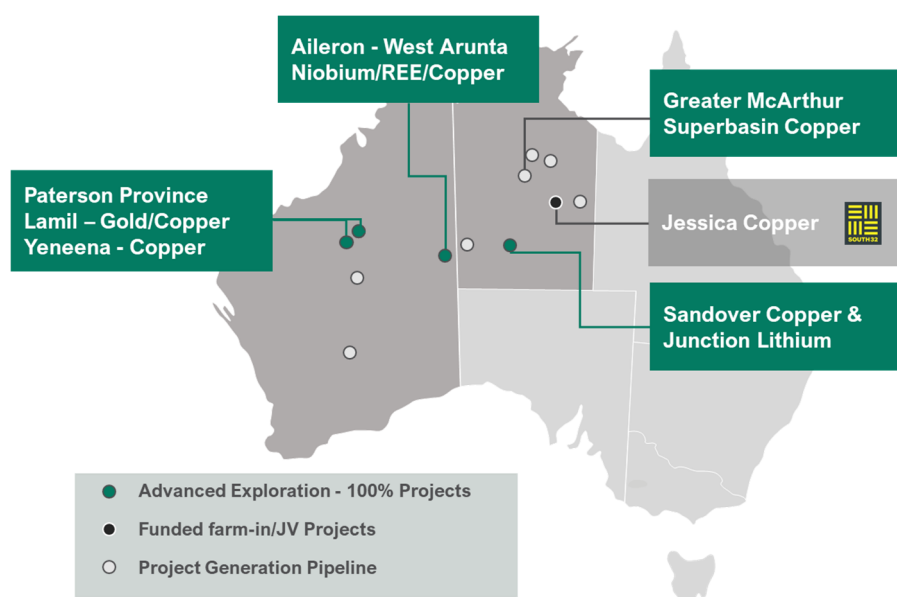 Aileron - West Arunta
Niobium/REE/Copper
Greater McArthur
Superbasin Copper
Paterson Province
Lamil – Gold/Copper
Yeneena - Copper
Jessica Copper
SOUTH32
Sandover Copper &
Junction Lithium
Advanced Exploration - 100% Projects
Funded farm-in/JV Projects
Project Generation Pipeline